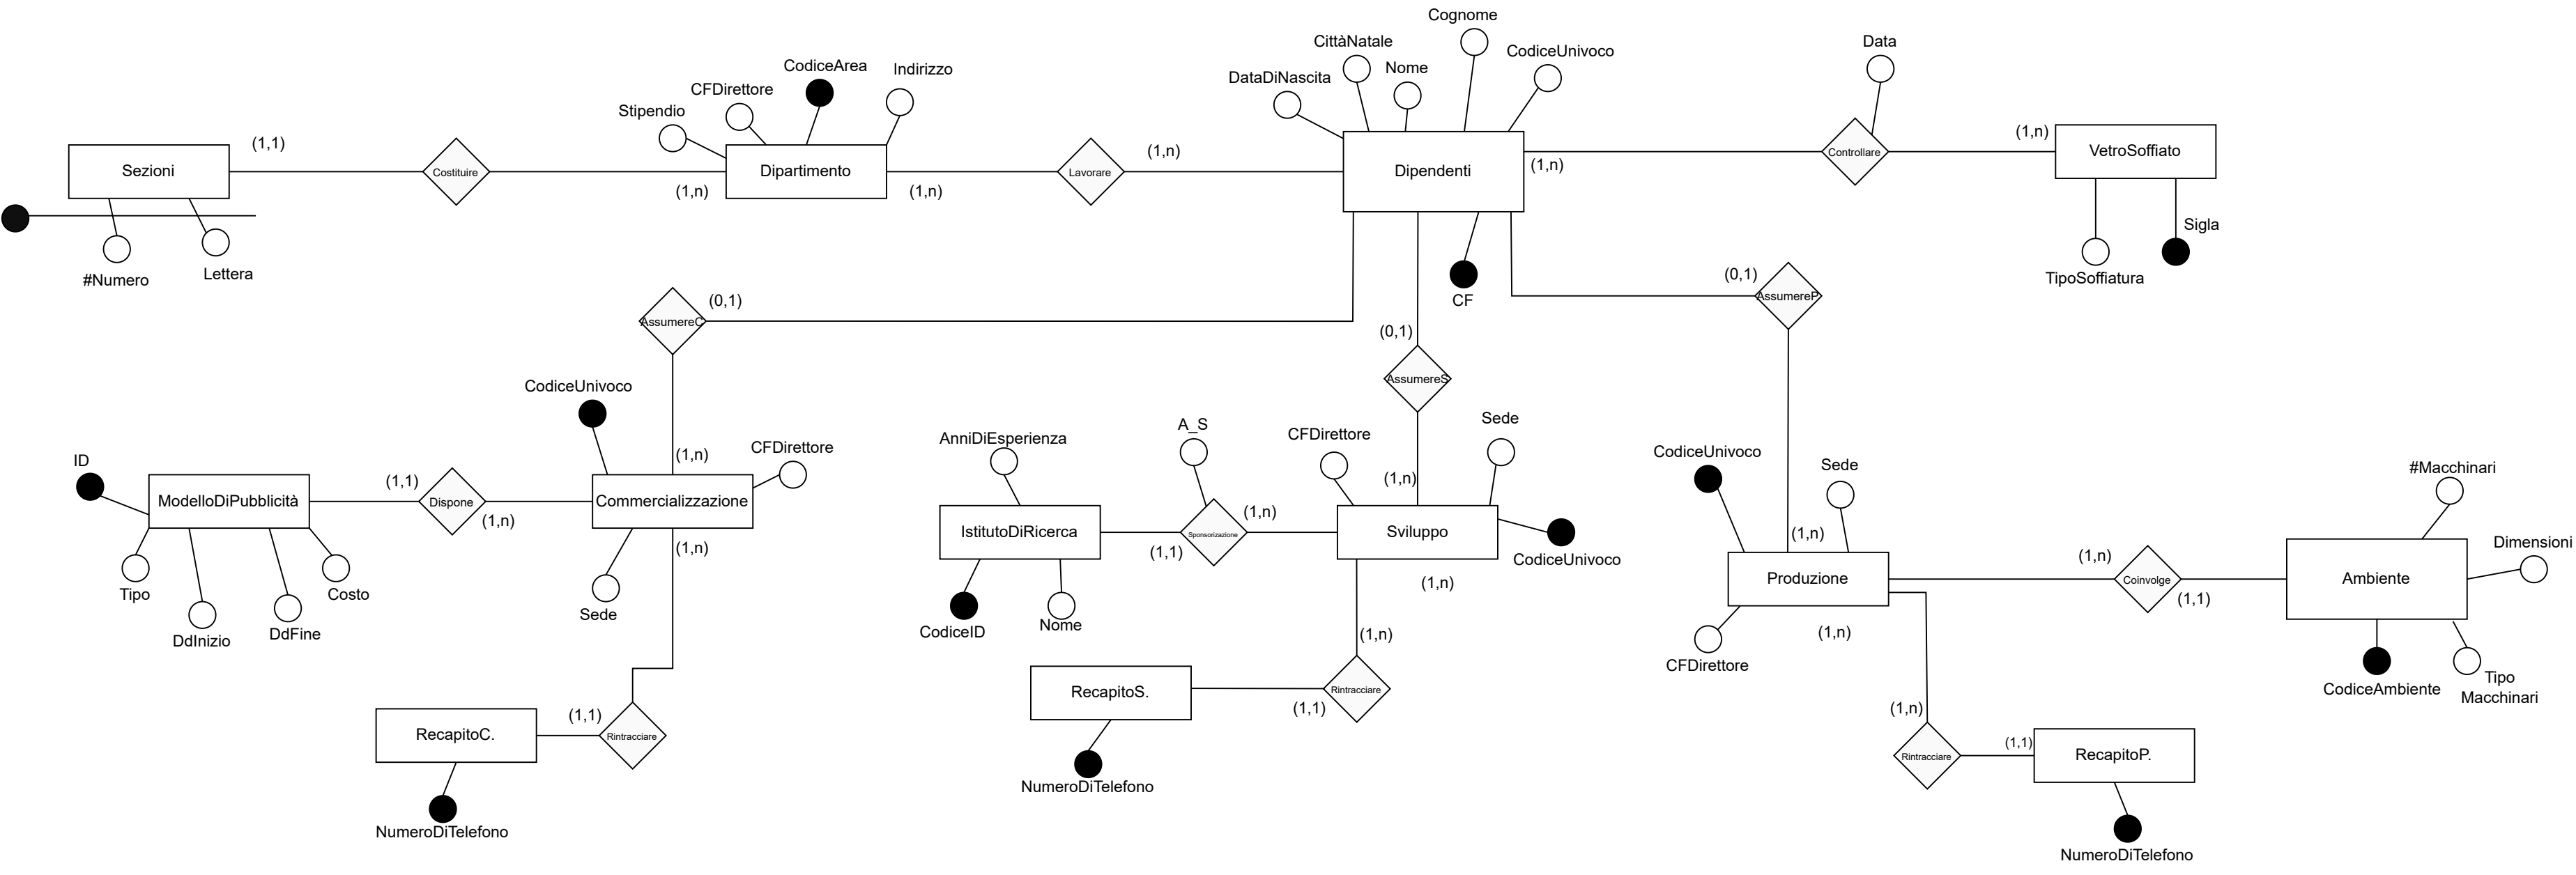 Cognome
CittàNatale
Data
CodiceUnivoco
CodiceArea
Indirizzo
Nome
DataDiNascita
CFDirettore
Stipendio
(1,1)
(1,n)
(1,n)
Sezioni
Costituire
Dipartimento
Lavorare
Dipendenti
Controllare
VetroSoffiato
(1,n)
(1,n)
(1,n)
Sigla
#Numero
Lettera
TipoSoffiatura
CF
(0,1)
AssumereC
(0,1)
AssumereP
(0,1)
AssumereS
CodiceUnivoco
CFDirettore
(1,n)
ID
ModelloDiPubblicità
(1,1)
Dispone
(1,n)
Commercializzazione
(1,n)
Tipo
DdInizio
DdFine
Costo
Sede
A_S
Sede
AnniDiEsperienza
CFDirettore
(1,n)
(1,n)
IstitutoDiRicerca
(1,1)
Sponsorizazione
Sviluppo
CodiceUnivoco
(1,n)
CodiceID
Nome
(1,n)
CodiceUnivoco
Sede
#Macchinari
(1,n)
(1,n)
Dimensioni
Produzione
Coinvolge
Ambiente
(1,1)
(1,n)
CFDirettore
CodiceAmbiente
Tipo
Macchinari
RecapitoS.
Rintracciare
(1,1)
(1,n)
RecapitoC.
(1,1)
Rintracciare
(1,1)
Rintracciare
RecapitoP.
NumeroDiTelefono
NumeroDiTelefono
NumeroDiTelefono